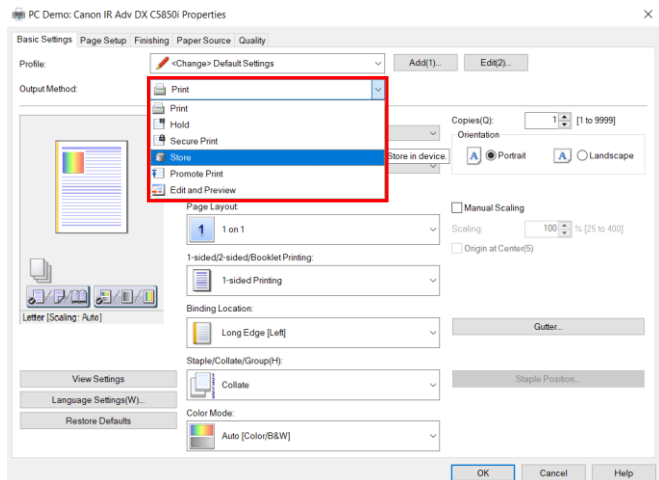 PC Demo: Canon IR Adv DX C5850i Properties
Basic Settings Page Setup Finishing Paper Source Quality
Profile:
<Change> Default Settings
Add(1)...
Edit(2)...
Output Method:
Print
Print
Hold
Secure Print
Store
Store in device.
Promote Print
Edit and Preview
Copies(Q):
1
[1 to 9999]
Orientation
A
Portrait
A
Landscape
Page Layout
1
1 on 1
Manual Scaling
Scaling:
100
% [25 to 400]
Origin at Center(5)
1-sided/2-sided/Booklet Printing:
1-sided Printing
Letter [Scaling: Auto]
Binding Location:
Long Edge [Left]
Gutter...
Staple/Collate/Group(H):
Collate
Staple Position...
View Settings
Language Settings(W)...
Restore Defaults
Color Mode:
Auto [Color/B&W]
OK
Cancel
Help